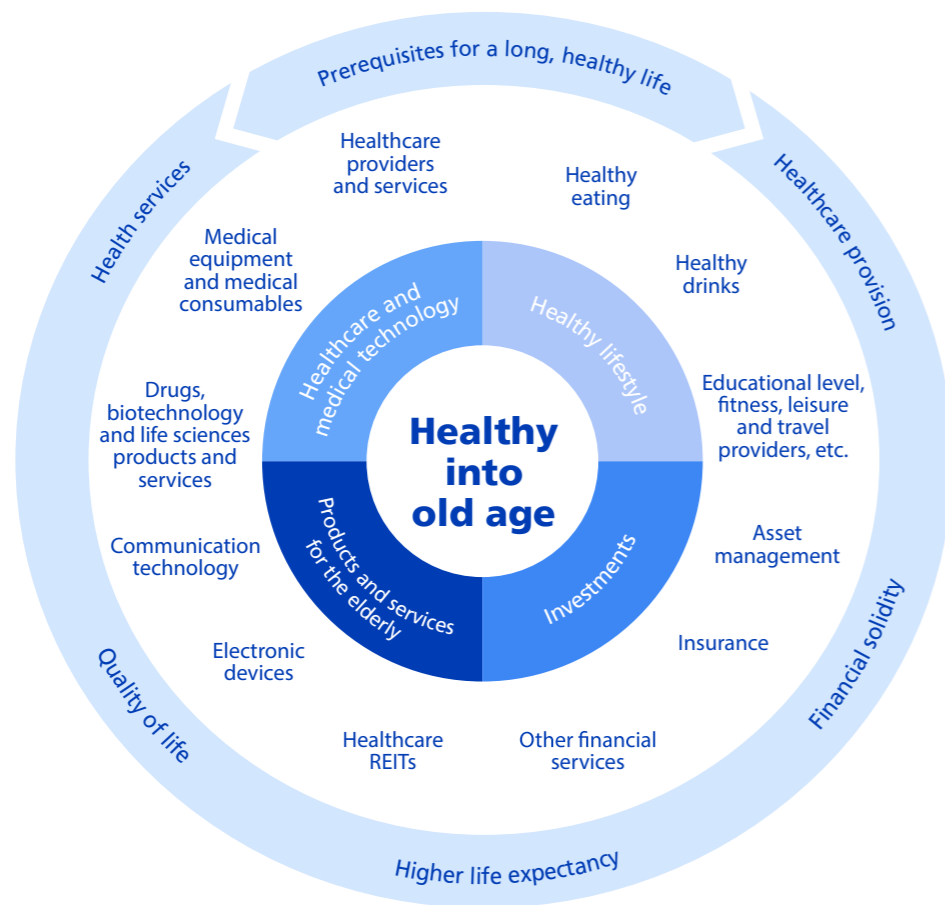 Prerequisites for a long, healthy life
Health services
Healthcare provision
Healthcare
providers
and services
Healthy
eating
Medical
equipment
and medical
consumables
Healthy
drinks
Healthcare and
medical technology
Healthy lifestyle
Drugs,
biotechnology
and life sciences
products and
services
Educational level,
fitness, leisure
and travel
providers, etc.
Healthy
into
old age
Products and services
for the elderly
Investments
Communication
technology
Asset
management
Electronic
devices
Insurance
Quality of life
Financial solidity
Healthcare
REITs
Other financial
services
Higher life expectancy